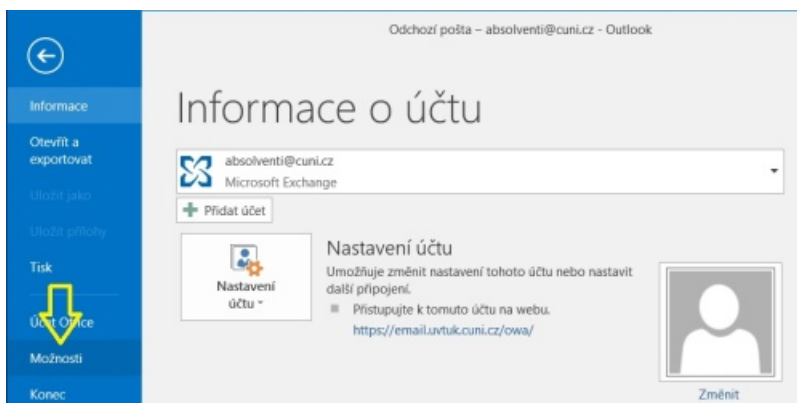 Odchozí pošta – absolventi@cuni.cz - Outlook
Informace
Otevřít a
exportovat
Uložit jako
Uložit přílohy
Tisk
Účet Office
Možnosti
Konec
Informace o účtu
absolventi@cuni.cz
Microsoft Exchange
Přidat účet
Nastavení
účtu
Nastavení účtu
Umožňuje změnit nastavení tohoto účtu nebo nastavit
další připojení.
Přistupujte k tomuto účtu na webu.
https://email.uvtuk.cuni.cz/owa/
Změnit